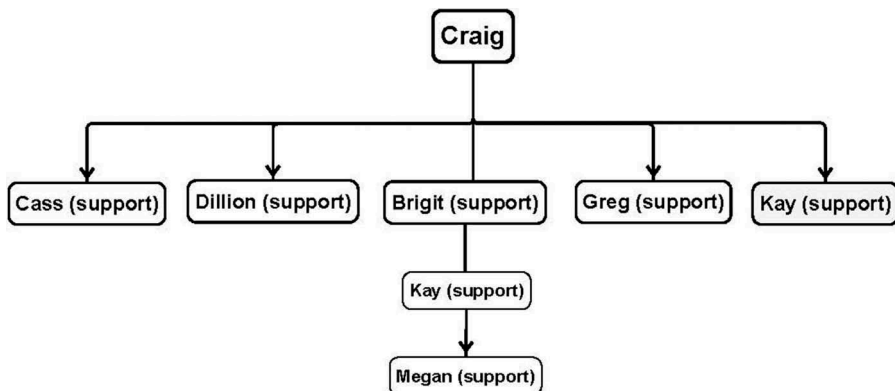 Craig
Cass (support)
Dillion (support)
Brigit (support)
Greg (support)
Kay (support)
Kay (support)
Megan (support)